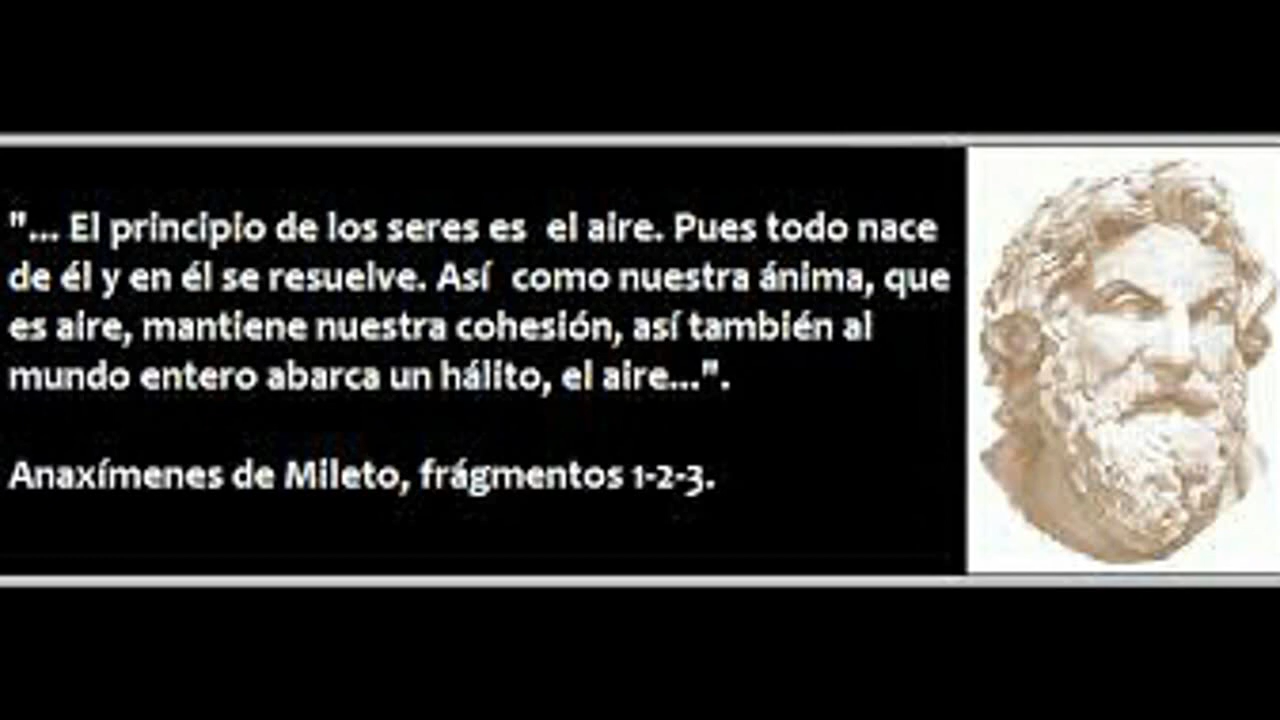 "... El principio de los seres es  el aire. Pues todo nace
de él y en él se resuelve. Así  como nuestra ánima, que
es aire, mantiene nuestra cohesión, así también al
mundo entero abarca un hálito, el aire...".
Anaxímenes de Mileto, frágmentos 1-2-3.